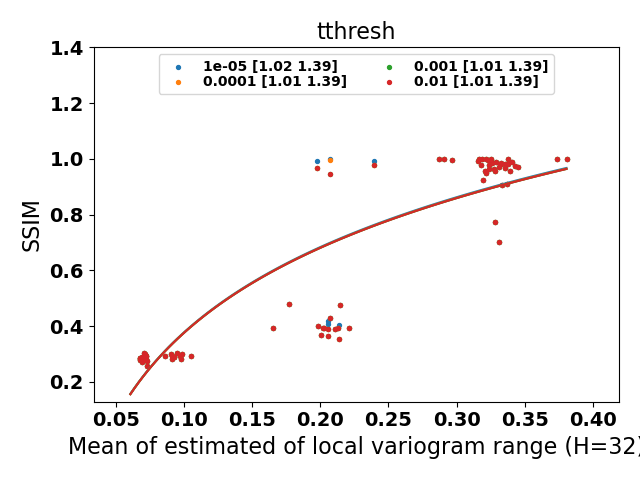 tthresh
1e-05 [1.02 1.39]
0.0001 [1.01 1.39]
0.001 [1.01 1.39]
0.01 [1.01 1.39]
SSIM
1.4
1.2
1.0
0.8
0.6
0.4
0.2
0.05 0.10 0.15 0.20 0.25 0.30 0.35 0.40
Mean of estimated of local variogram range (H=32)